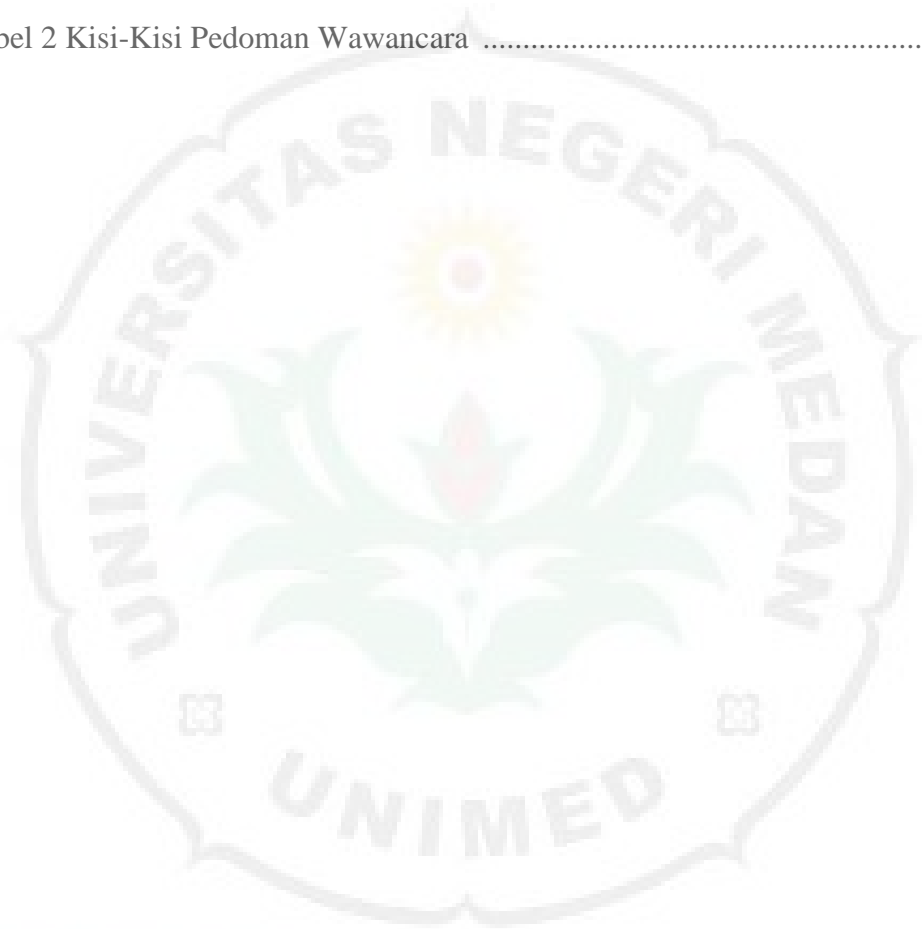 bel 2 Kisi-Kisi Pedoman Wawancara ........................................................
UNIVERSITAS NEGERI MEDAN
UNIMED